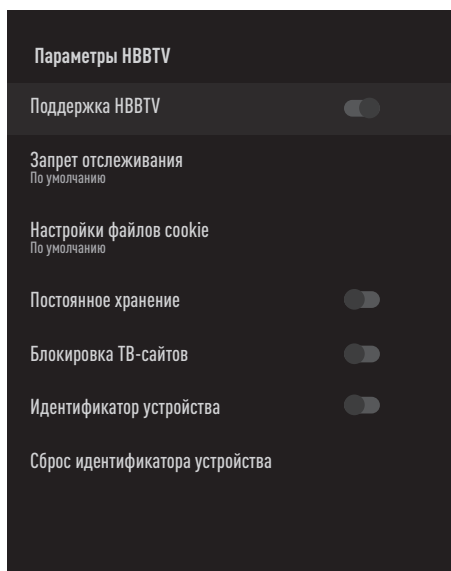 Параметры HBBTV
Поддержка HBBTV
Запрет отслеживания
По умолчанию
Настройки файлов cookie
По умолчанию
Постоянное хранение
Блокировка ТВ-сайтов
Идентификатор устройства
Сброс идентификатора устройства